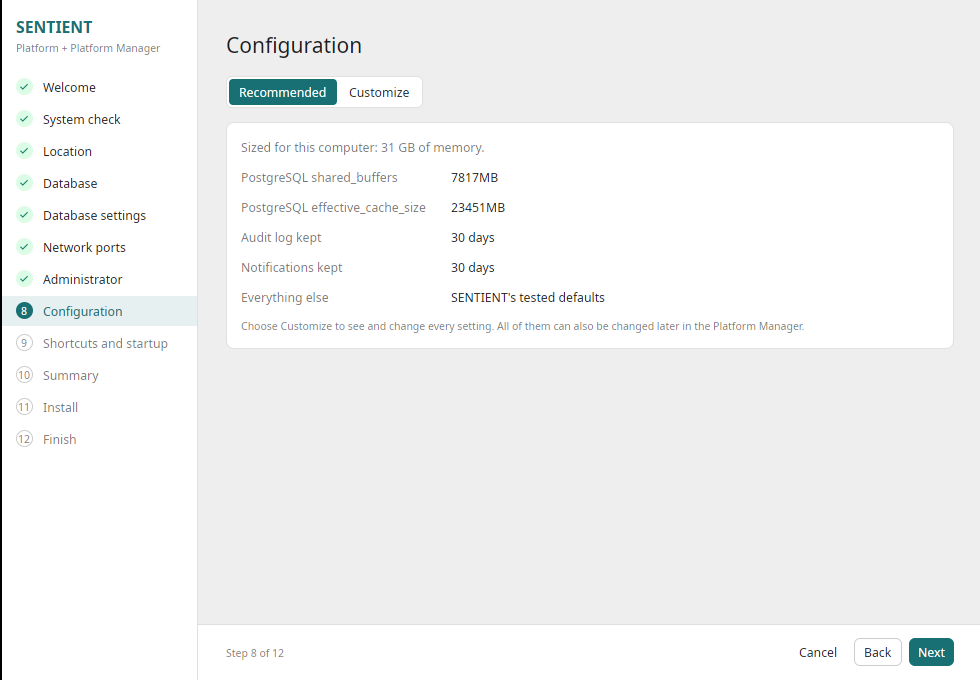 SENTIENT
Platform + Platform Manager
Welcome
System check
Location
Database
Database settings
Network ports
Administrator
8 Configuration
9 Shortcuts and startup
10 Summary
11 Install
12 Finish
Configuration
Recommended Customize
Sized for this computer: 31 GB of memory.
PostgreSQL shared_buffers 7817MB
PostgreSQL effective_cache_size 23451MB
Audit log kept 30 days
Notifications kept 30 days
Everything else SENTIENT's tested defaults
Choose Customize to see and change every setting. All of them can also be changed later in the Platform Manager.
Step 8 of 12 Cancel Back Next